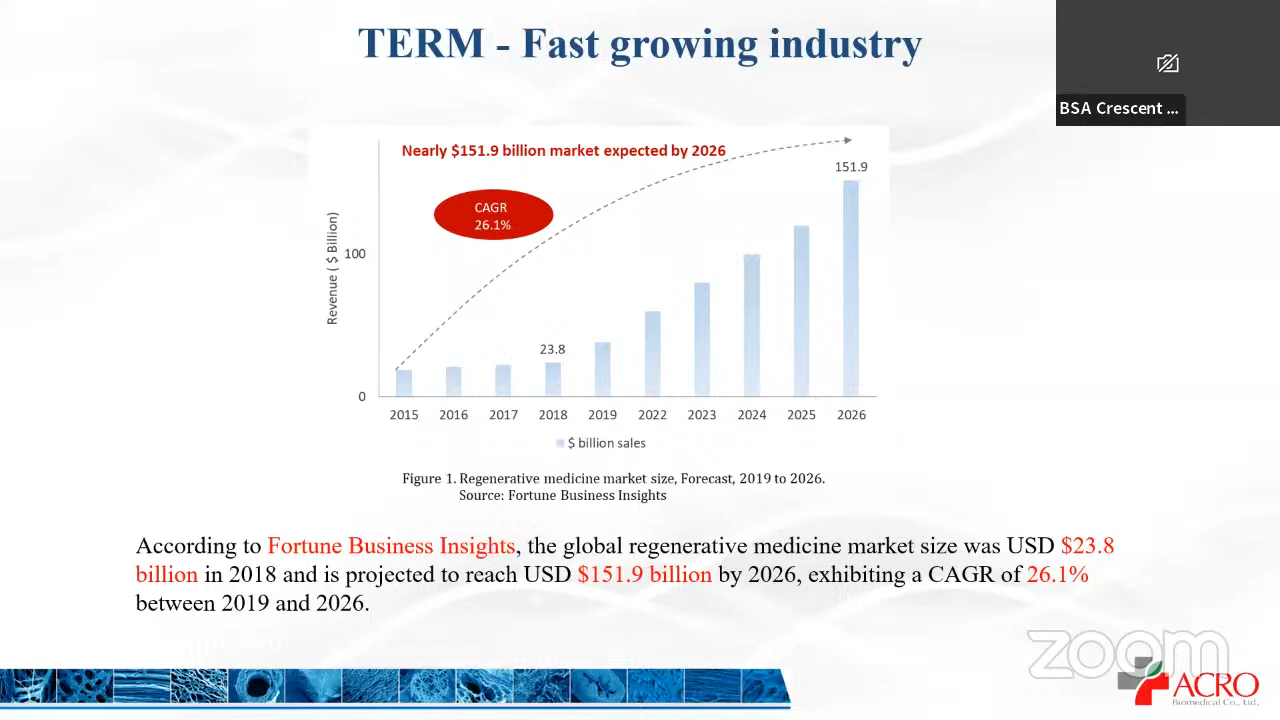 TERM - Fast growing industry
BSA Crescent ...
Nearly $151.9 billion market expected by 2026
151.9
CAGR
26.1%
Revenue ( $ Billion)
100
23.8
0
2015 2016 2017 2018 2019 2022 2023 2024 2025 2026
$ billion sales
Figure 1. Regenerative medicine market size, Forecast, 2019 to 2026.
Source: Fortune Business Insights
According to Fortune Business Insights, the global regenerative medicine market size was USD $23.8
billion in 2018 and is projected to reach USD $151.9 billion by 2026, exhibiting a CAGR of 26.1%
between 2019 and 2026.
zoom
ACRO
Biomedical Co., Ltd.